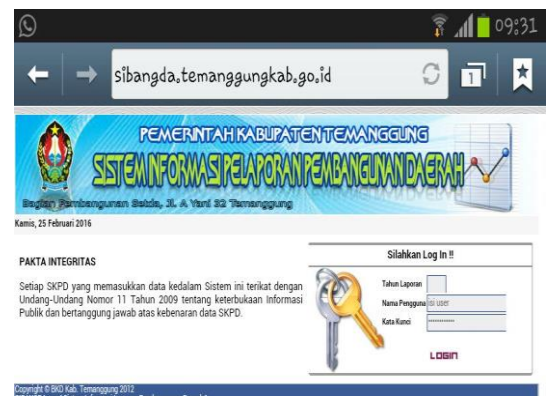 09:31
sibangda.temanggungkab.go.id
1
PEMERINTAH KABUPATEN TEMANGGUNG
SISTEM INFORMASI PELAPORAN PEMBANGUNAN DAERAH
Bagian Pembangunan Setda, Jl. A Yani 32 Temanggung
Kamis, 25 Februari 2016
PAKTA INTEGRITAS
Setiap SKPD yang memasukkan data kedalam Sistem ini terikat dengan
Undang-Undang Nomor 11 Tahun 2009 tentang keterbukaan Informasi
Publik dan bertanggung jawab atas kebenaran data SKPD.
Silahkan Log In !!
Tahun Laporan
Nama Pengguna isi user
Kata Kunci
LOGIN
Copyright © BKD Kab. Temanggung 2012